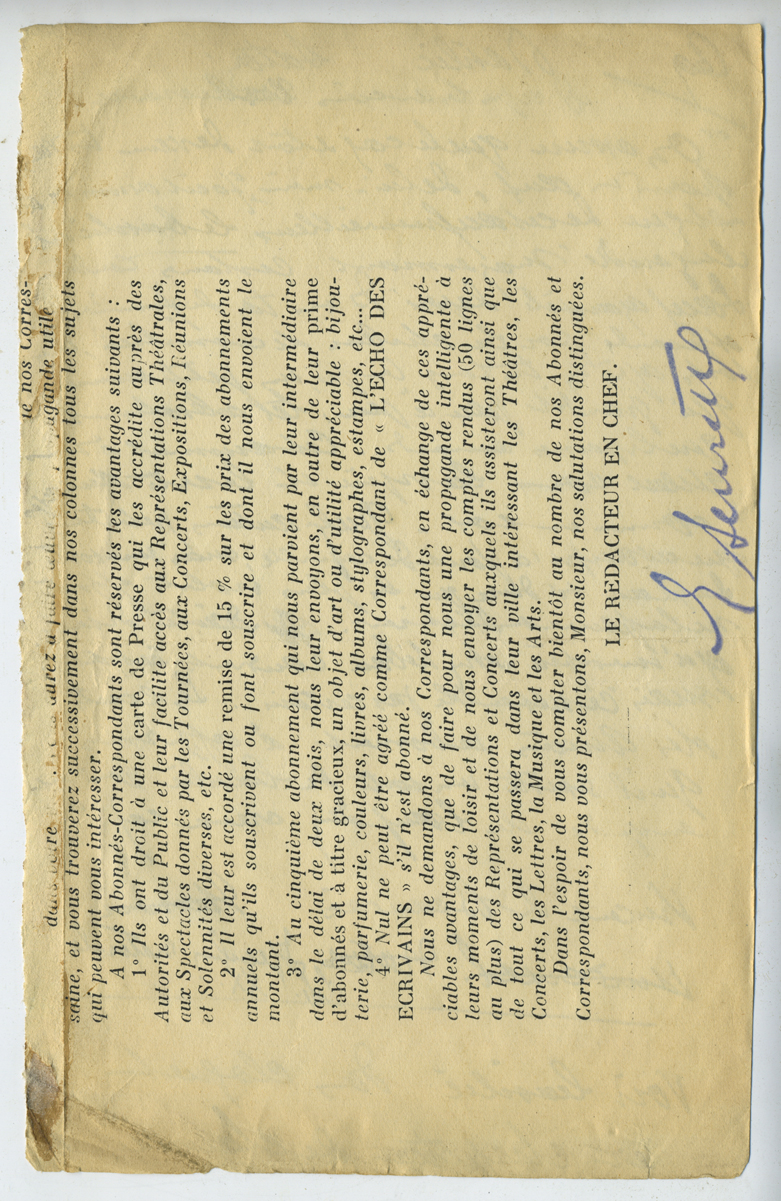 de nos Corres-
aurez à faire agande utile
saine, et vous trouverez successivement dans nos colonnes tous les sujets
qui peuvent vous intéresser.
A nos Abonnés-Correspondants sont réservés les avantages suivants :
1° Ils ont droit à une carte de Presse qui les accrédite auprès des
Autorités et du Public et leur facilite accès aux Représentations Théâtrales,
aux Spectacles donnés par les Tournées, aux Concerts, Expositions, Réunions
et Solennités diverses, etc.
2° Il leur est accordé une remise de 15 % sur les prix des abonnements
annuels qu'ils souscrivent ou font souscrire et dont il nous envoient le
montant.
3° Au cinquième abonnement qui nous parvient par leur intermédiaire
dans le délai de deux mois, nous leur envoyons, en outre de leur prime
d'abonnés et à titre gracieux, un objet d'art ou d'utilité appréciable : bijou-
terie, parfumerie, couleurs, livres, albums, stylographes, estampes, etc...
4° Nul ne peut être agréé comme Correspondant de « L'ECHO DES
ECRIVAINS » s'il n'est abonné.
Nous ne demandons à nos Correspondants, en échange de ces appré-
ciables avantages, que de faire pour nous une propagande intelligente à
leurs moments de loisir et de nous envoyer les comptes rendus (50 lignes
au plus) des Représentations et Concerts auxquels ils assisteront ainsi que
de tout ce qui se passera dans leur ville intéressant les Théâtres, les
Concerts, les Lettres, la Musique et les Arts.
Dans l'espoir de vous compter bientôt au nombre de nos Abonnés et
Correspondants, nous vous présentons, Monsieur, nos salutations distinguées.
LE RÉDACTEUR EN CHEF.